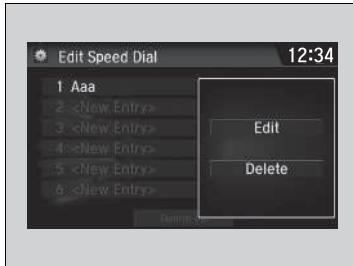 Edit Speed Dial 12:34
1 Aaa
2 <New Entry>
3 <New Entry>
4 <New Entry>
5 <New Entry>
6 <New Entry>
Edit
Delete